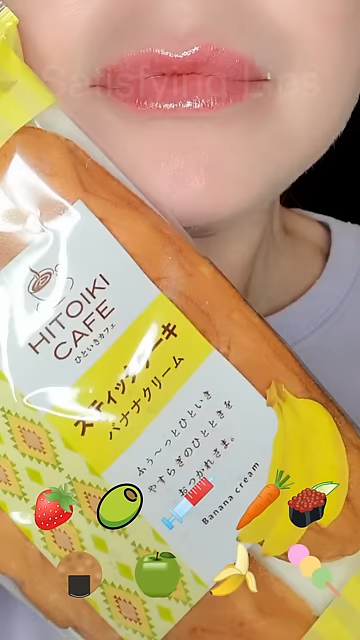 Satisfying Lips
HITOIKI
CAFE
ひといきカフェ
スティックケーキ
バナナクリーム
ふぅ〜っとひといき
やすらぎのひとときを
おつかれさま。
Banana cream